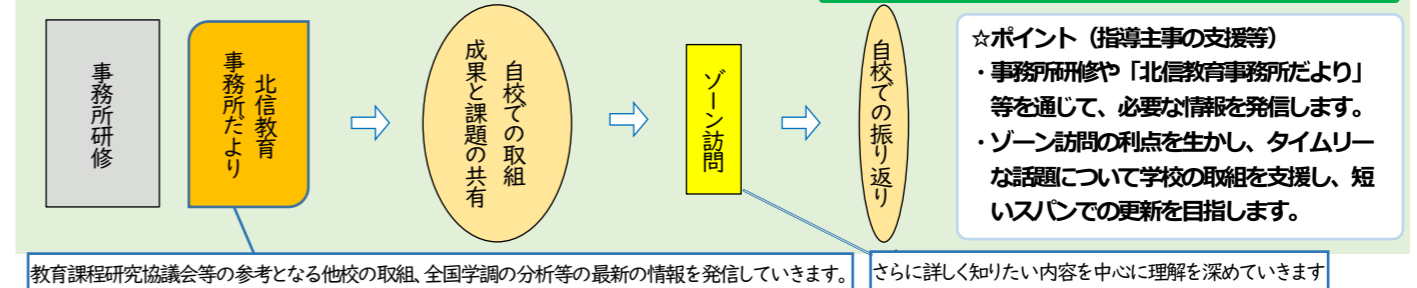 事務所研修
北信教育
事務所だより
自校での取組
成果と課題の共有
ゾーン訪問
自校での振り返り
☆ポイント（指導主事の支援等）
・事務所研修や「北信教育事務所だより」
等を通じて、必要な情報を発信します。
・ゾーン訪問の利点を生かし、タイムリー
な話題について学校の取組を支援し、短
いスパンでの更新を目指します。
教育課程研究協議会等の参考となる他校の取組、全国学調の分析等の最新の情報を発信していきます。
さらに詳しく知りたい内容を中心に理解を深めていきます